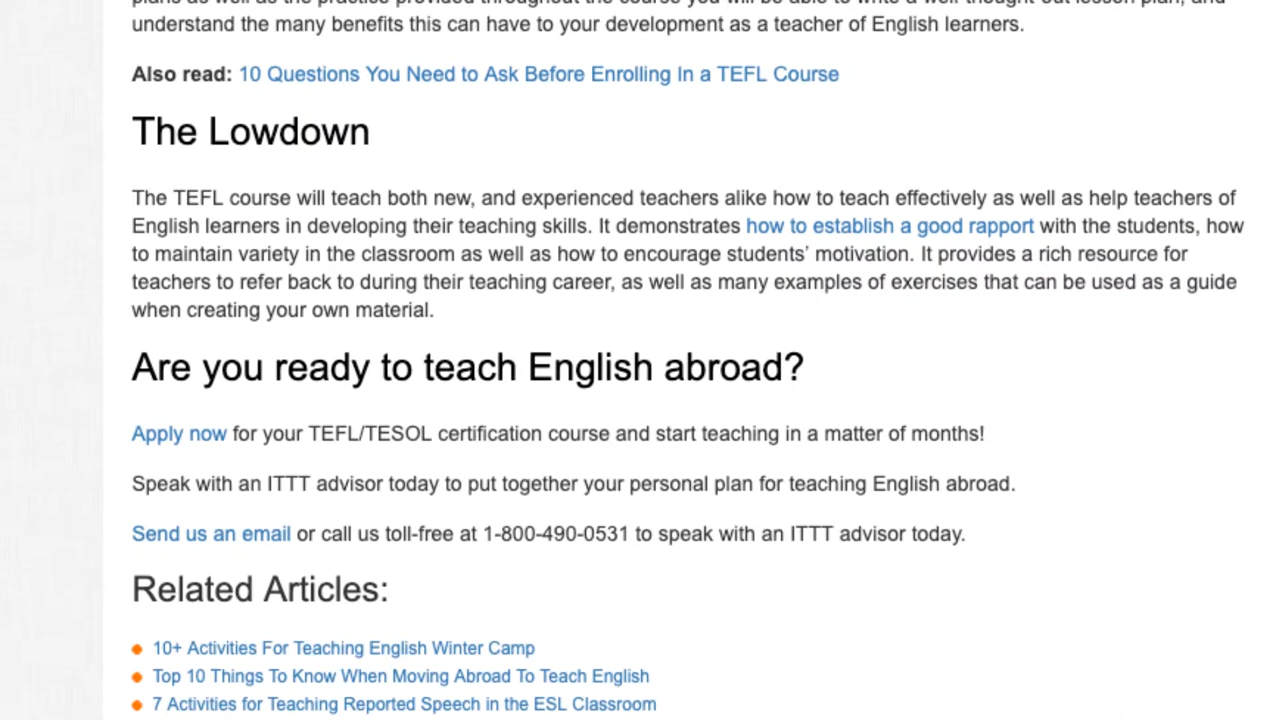 understand the many benefits this can have to your development as a teacher of English learners.
Also read: 10 Questions You Need to Ask Before Enrolling In a TEFL Course
The Lowdown
The TEFL course will teach both new, and experienced teachers alike how to teach effectively as well as help teachers of
English learners in developing their teaching skills. It demonstrates how to establish a good rapport with the students, how
to maintain variety in the classroom as well as how to encourage students’ motivation. It provides a rich resource for
teachers to refer back to during their teaching career, as well as many examples of exercises that can be used as a guide
when creating your own material.
Are you ready to teach English abroad?
Apply now for your TEFL/TESOL certification course and start teaching in a matter of months!
Speak with an ITTT advisor today to put together your personal plan for teaching English abroad.
Send us an email or call us toll-free at 1-800-490-0531 to speak with an ITTT advisor today.
Related Articles:
10+ Activities For Teaching English Winter Camp
Top 10 Things To Know When Moving Abroad To Teach English
7 Activities for Teaching Reported Speech in the ESL Classroom